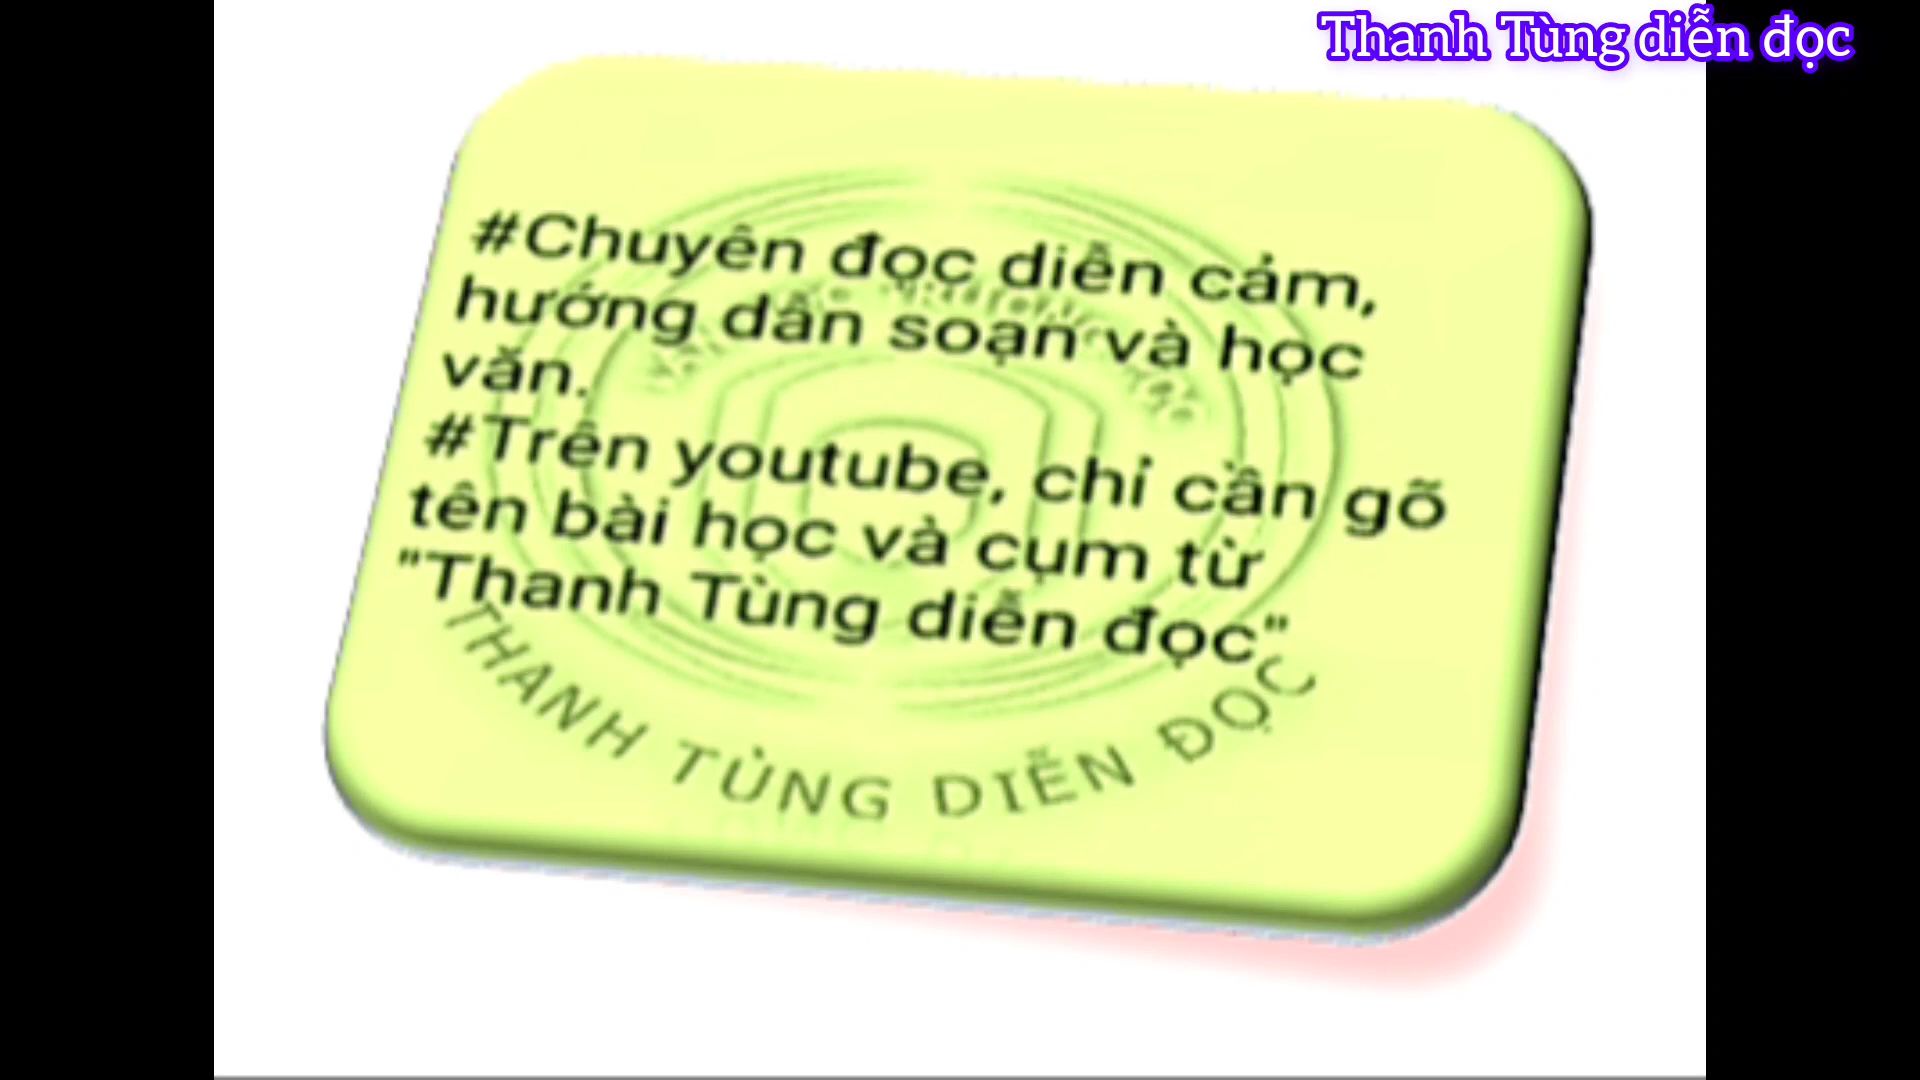 Thanh Tùng diễn đọc
#Chuyên đọc diễn cảm,
hướng dẫn soạn và học
văn.
#Trên youtube, chỉ cần gõ
tên bài học và cụm từ
"Thanh Tùng diễn đọc"
THANH TÙNG DIỄN ĐỌC